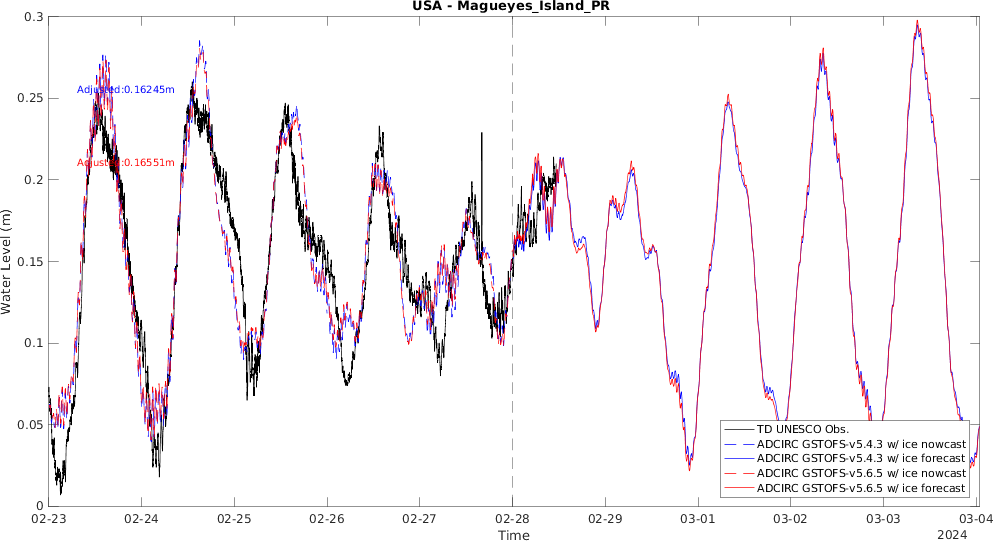 USA - Magueyes_Island_PR
Water Level (m)
0.3
0.25
0.2
0.15
0.1
0.05
0
Adjusted:0.16245m
Adjusted:0.16551m
TD UNESCO Obs.
ADCIRC GSTOFS-v5.4.3 w/ ice nowcast
ADCIRC GSTOFS-v5.4.3 w/ ice forecast
ADCIRC GSTOFS-v5.6.5 w/ ice nowcast
ADCIRC GSTOFS-v5.6.5 w/ ice forecast
02-23 02-24 02-25 02-26 02-27 02-28 02-29 03-01 03-02 03-03 03-04
Time
2024